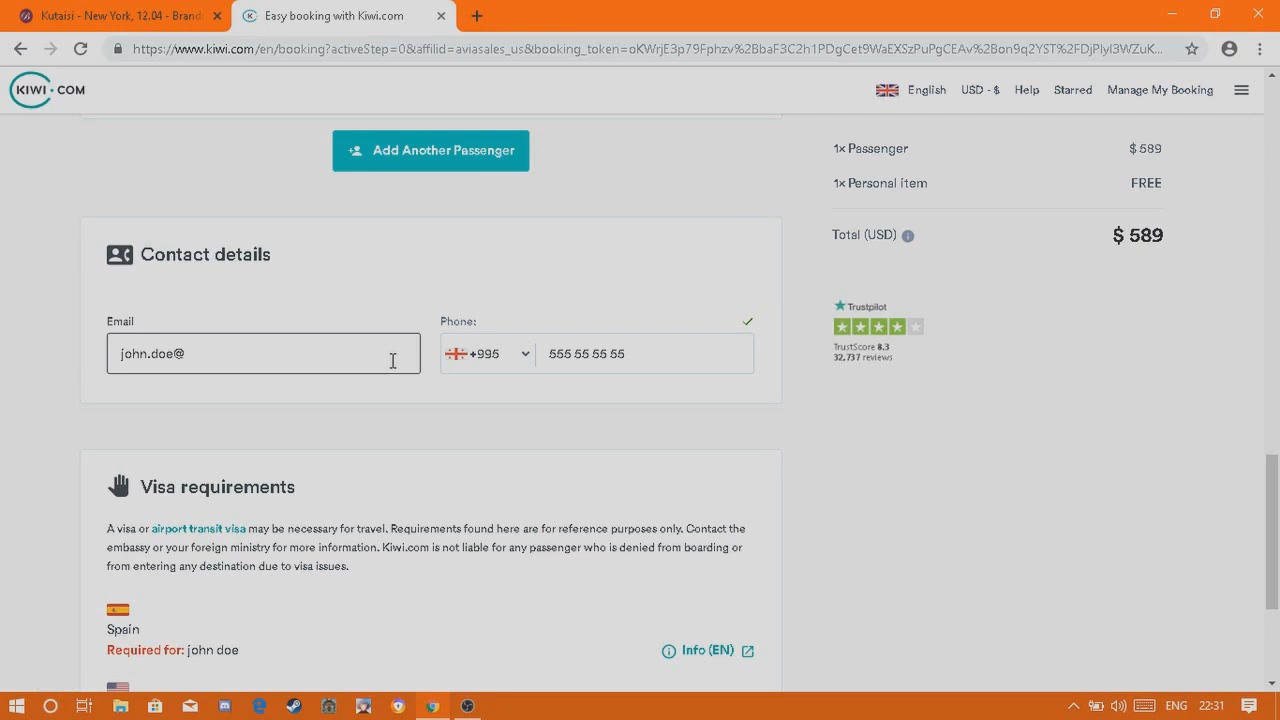 Kutaisi - New York, 12.04 - Brand
Easy booking with Kiwi.com
https://www.kiwi.com/en/booking?activeStep=0&affilid=aviasales_us&booking_token=
KIWI.COM
English
USD - $
Help
Starred
Manage My Booking
Add Another Passenger
1× Passenger
$ 589
1× Personal item
FREE
Total (USD)
$ 589
Contact details
Email
Phone:
john.doe@
+995
555 55 55 55
Trustpilot
TrustScore 8.3
32,737 reviews
Visa requirements
A visa or airport transit visa may be necessary for travel. Requirements found here are for reference purposes only. Contact the
embassy or your foreign ministry for more information. Kiwi.com is not liable for any passenger who is denied from boarding or
from entering any destination due to visa issues.
Spain
Required for: john doe
Info (EN)
ENG
22:31